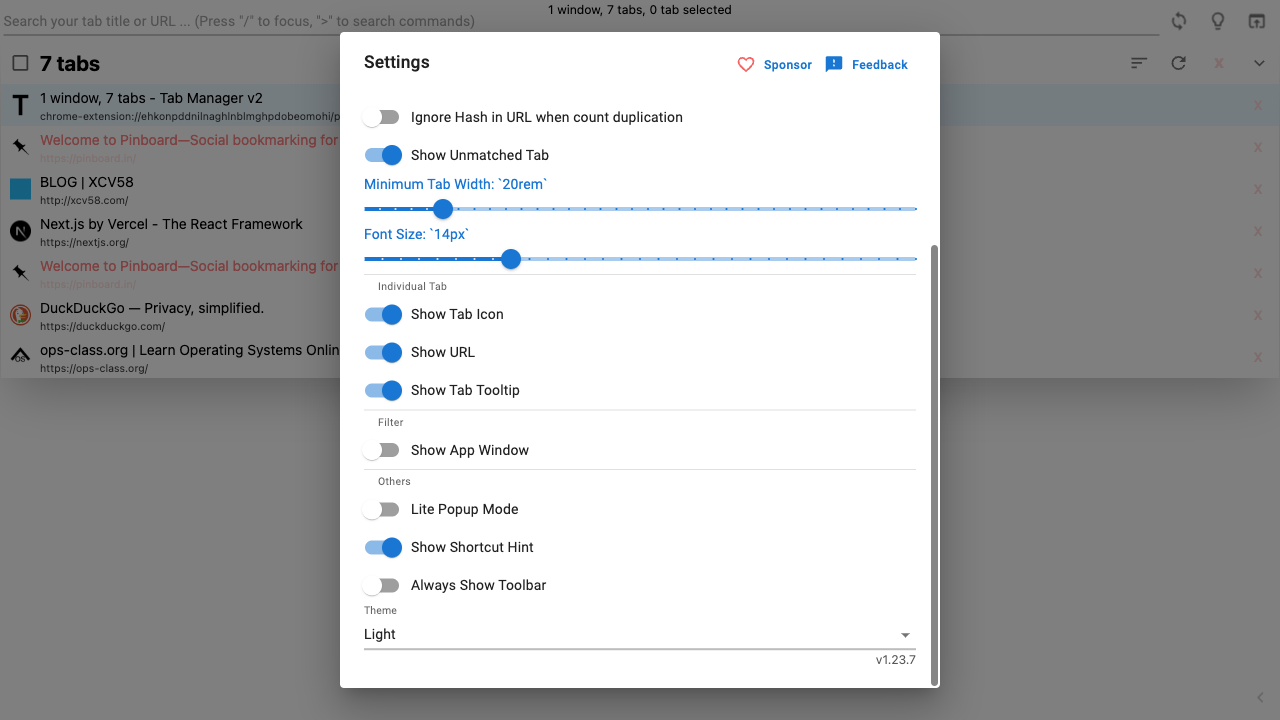 1 window, 7 tabs, 0 tab selected
Search your tab title or URL ... (Press "/" to focus, ">" to search commands)
7 tabs
1 window, 7 tabs - Tab Manager v2
chrome-extension://ehkonpddnilnaghlnblmghpdobeomohi/p
X
Welcome to Pinboard—Social bookmarking for
https://pinboard.in/
X
BLOG | XCV58
http://xcv58.com/
X
Next.js by Vercel - The React Framework
https://nextjs.org/
X
Welcome to Pinboard—Social bookmarking for
https://pinboard.in/
X
DuckDuckGo — Privacy, simplified.
https://duckduckgo.com/
X
ops-class.org | Learn Operating Systems Onlin
https://ops-class.org/
X
X
Settings
Sponsor
Feedback
Ignore Hash in URL when count duplication
Show Unmatched Tab
Minimum Tab Width: `20rem`
Font Size: `14px`
Individual Tab
Show Tab Icon
Show URL
Show Tab Tooltip
Filter
Show App Window
Others
Lite Popup Mode
Show Shortcut Hint
Always Show Toolbar
Theme
Light
v1.23.7